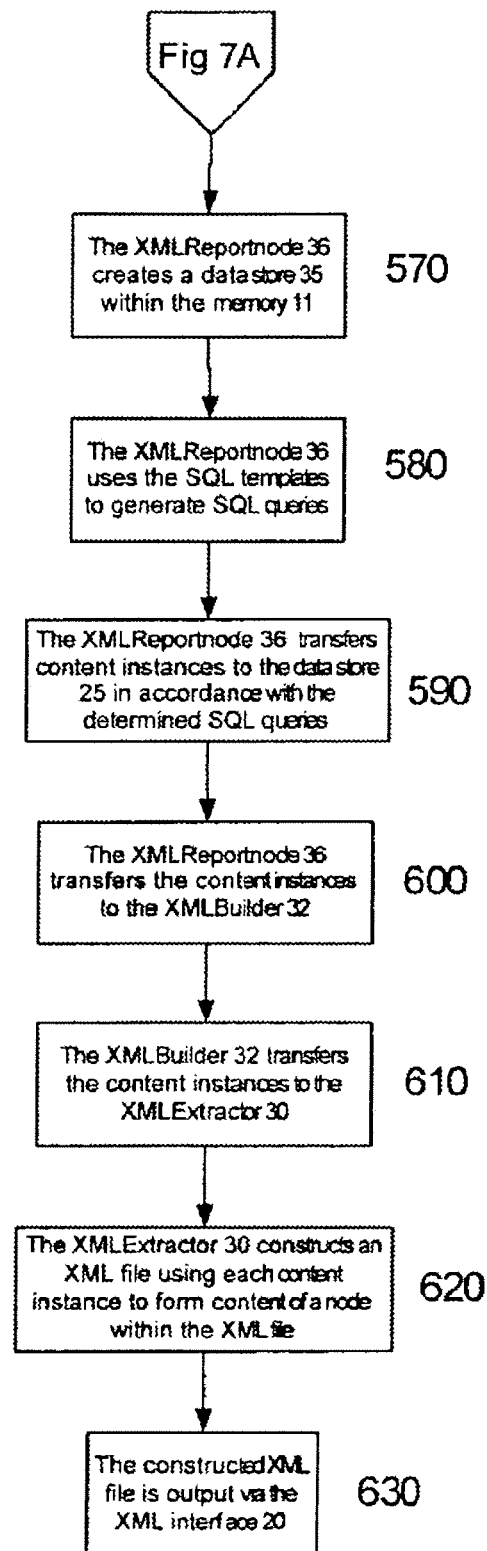 Fig 7A
The XMLReportnode 36
creates a data store 35
within the memory 11
570
The XMLReportnode 36
uses the SQL templates
to generate SQL queries
580
The XMLReportnode 36 transfers
content instances to the data store
25 in accordance with the
determined SQL queries
590
The XMLReportnode 36
transfers the content instances
to the XMLBuilder 32
600
The XMLBuilder 32 transfers
the content instances to the
XMLExtractor 30
610
The XMLExtractor 30 constructs an
XML file using each content
instance to form content of a node
within the XML file
620
The constructed XML
file is output via the
XML interface 20
630